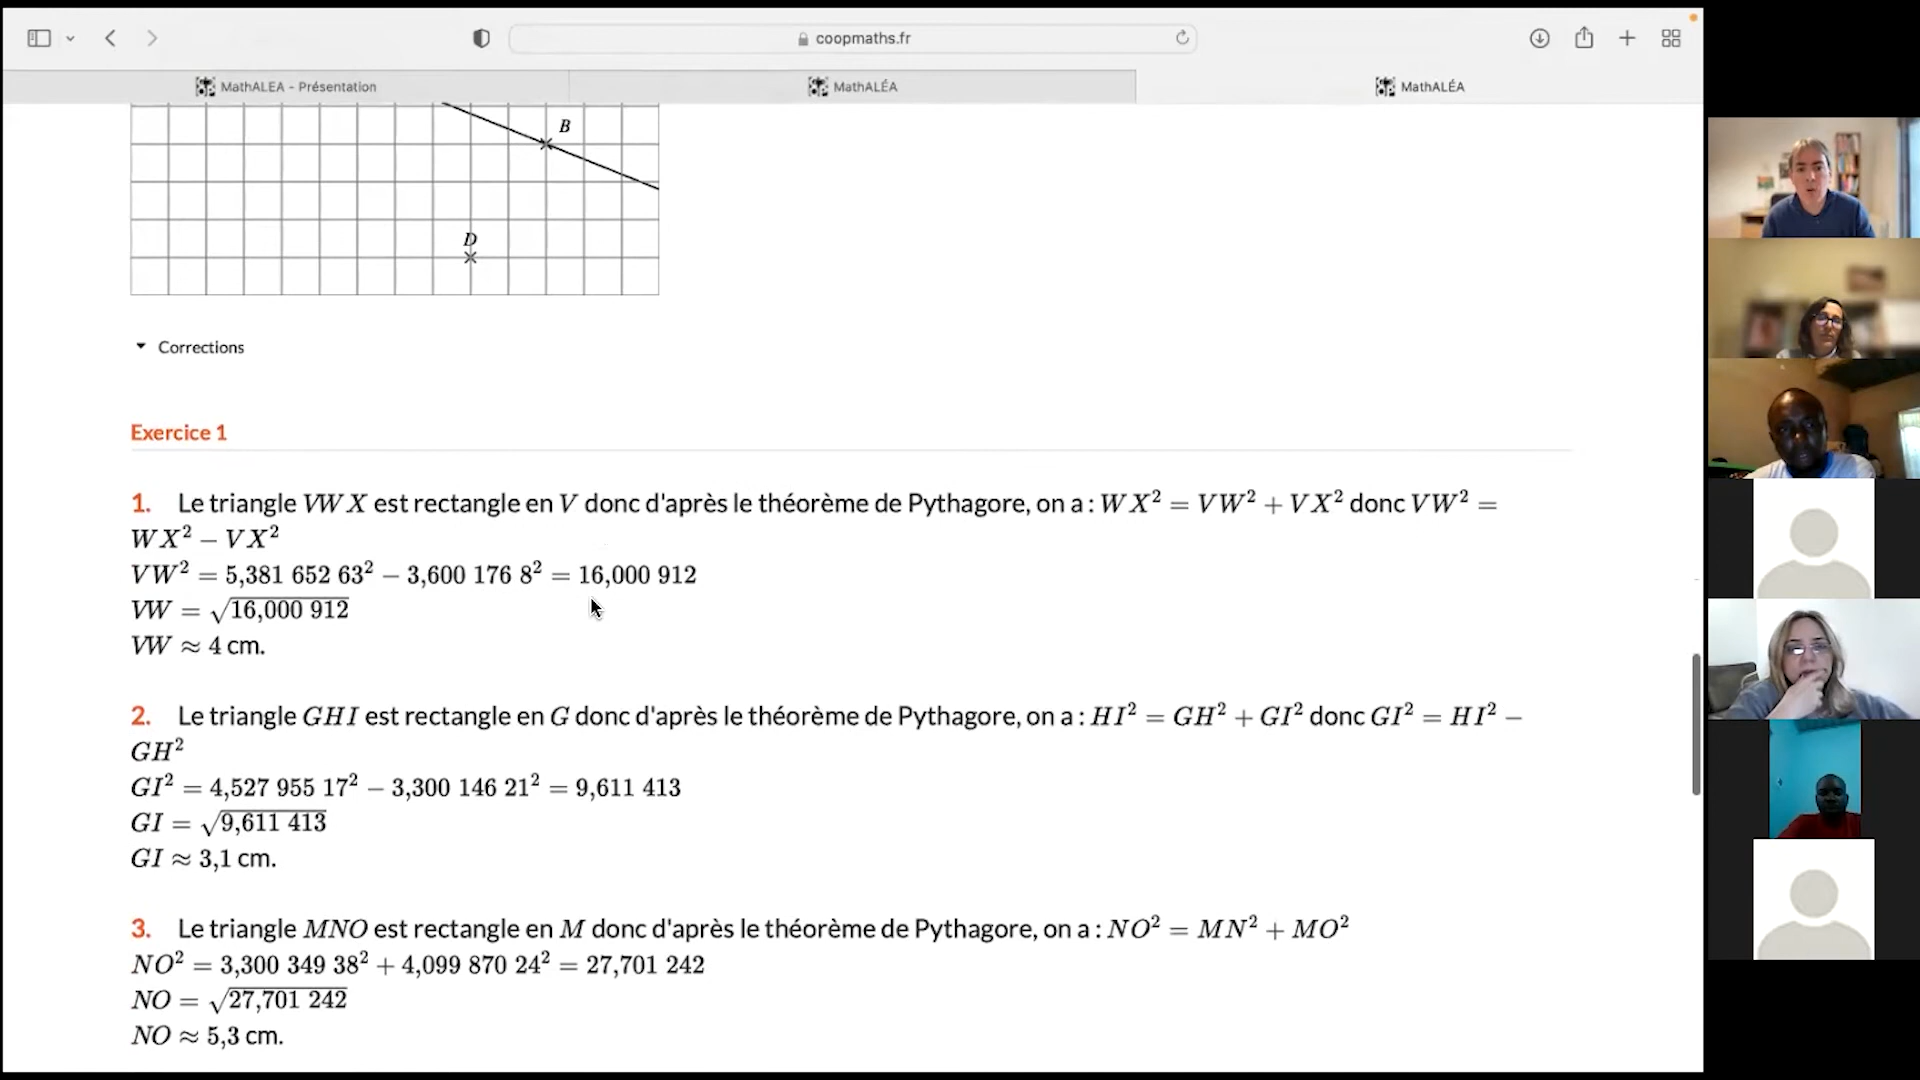 coopmaths.fr
MathALEA - Présentation
MathALÉA
MathALÉA
B
D
Corrections
Exercice 1
1. Le triangle VWX est rectangle en V donc d'après le théorème de Pythagore, on a : WX² = VW² + VX² donc VW² =
WX² − VX²
VW² = 5,381 652 63² − 3,600 176 8² = 16,000 912
VW = √16,000 912
VW ≈ 4 cm.
2. Le triangle GHI est rectangle en G donc d'après le théorème de Pythagore, on a : HI² = GH² + GI² donc GI² = HI² −
GH²
GI² = 4,527 955 17² − 3,300 146 21² = 9,611 413
GI = √9,611 413
GI ≈ 3,1 cm.
3. Le triangle MNO est rectangle en M donc d'après le théorème de Pythagore, on a : NO² = MN² + MO²
NO² = 3,300 349 38² + 4,099 870 24² = 27,701 242
NO = √27,701 242
NO ≈ 5,3 cm.